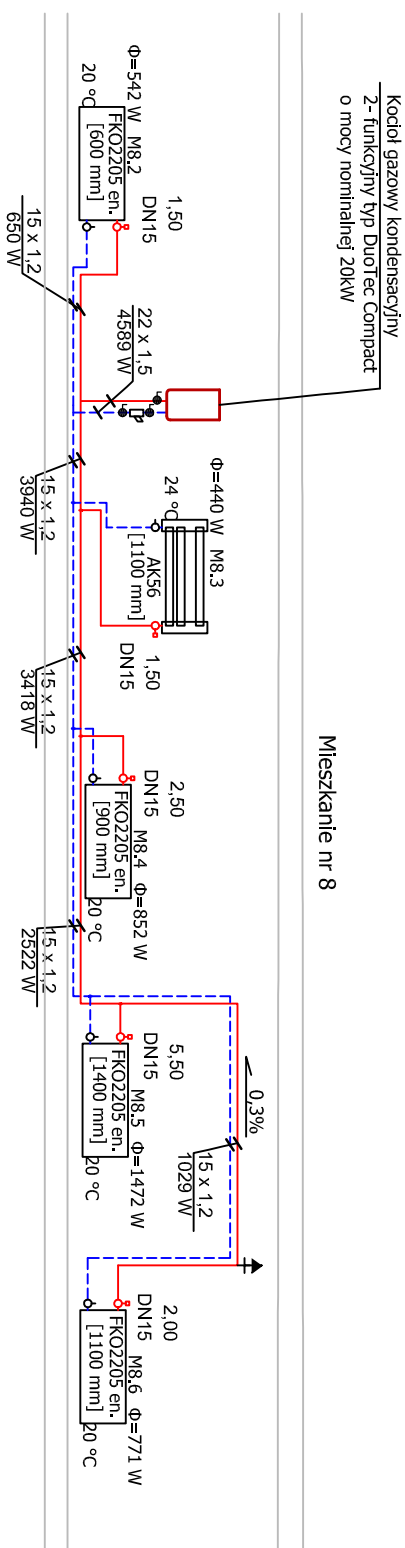 Kocioł gazowy kondensacyjny
2- funkcyjny typ DuoTec Compact
o mocy nominalnej 20kW
Mieszkanie nr 8
Φ=542 W M8.2
20 °C
FKO2205 en.
[600 mm]
1,50
DN15
15 x 1,2
650 W
22 x 1,5
4589 W
15 x 1,2
3940 W
Φ=440 W M8.3
24 °C
AK56
[1100 mm]
1,50
DN15
15 x 1,2
3418 W
2,50
DN15
M8.4 Φ=852 W
FKO2205 en.
[900 mm]
20 °C
15 x 1,2
2522 W
5,50
DN15
M8.5 Φ=1472 W
FKO2205 en.
[1400 mm]
20 °C
0,3%
15 x 1,2
1029 W
2,00
DN15
M8.6 Φ=771 W
FKO2205 en.
[1100 mm]
20 °C